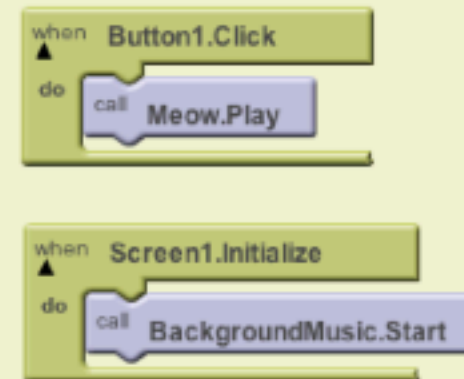 when Button1.Click
do call Meow.Play
when Screen1.Initialize
do call BackgroundMusic.Start